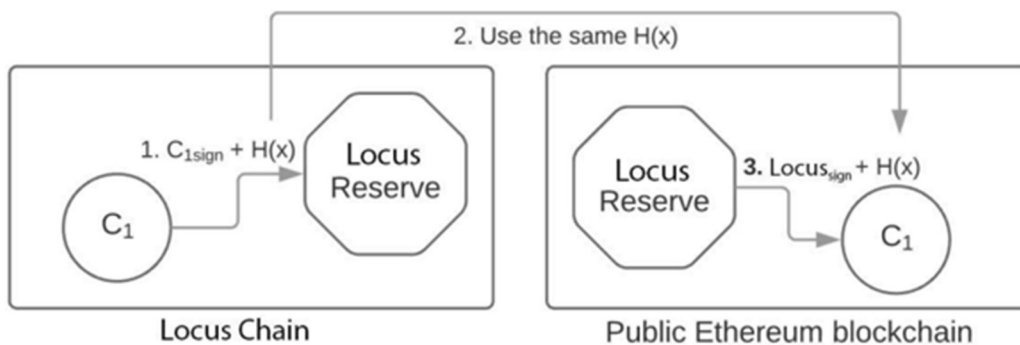 2. Use the same H(x)
1. C₁sign + H(x)
Locus
Reserve
C₁
Locus Chain
Locus
Reserve
3. Locussign + H(x)
C₁
Public Ethereum blockchain